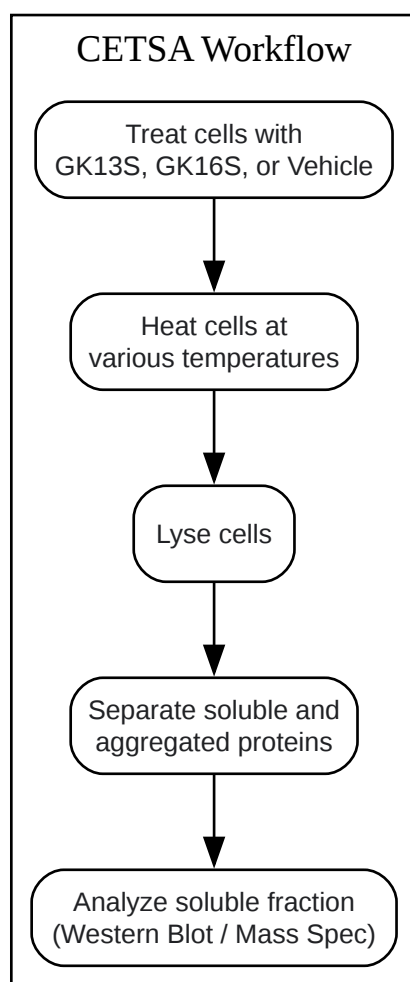 CETSA Workflow
Treat cells with
GK13S, GK16S, or Vehicle
Heat cells at
various temperatures
Lyse cells
Separate soluble and
aggregated proteins
Analyze soluble fraction
(Western Blot / Mass Spec)